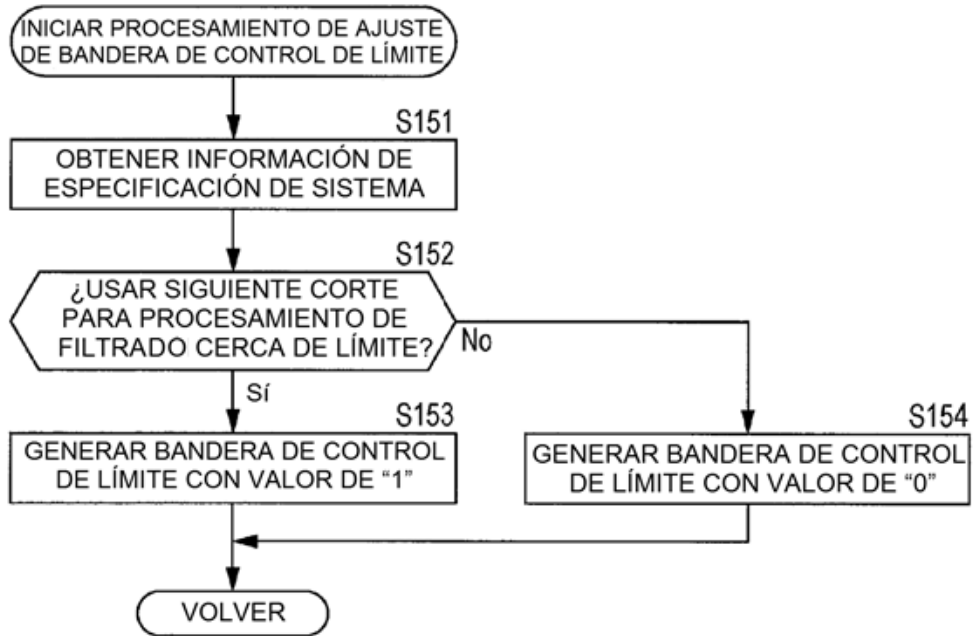 INICIAR PROCESAMIENTO DE AJUSTE
DE BANDERA DE CONTROL DE LÍMITE
S151
OBTENER INFORMACIÓN DE
ESPECIFICACIÓN DE SISTEMA
S152
¿USAR SIGUIENTE CORTE
PARA PROCESAMIENTO DE
FILTRADO CERCA DE LÍMITE?
No
Sí
S153
GENERAR BANDERA DE CONTROL
DE LÍMITE CON VALOR DE “1”
S154
GENERAR BANDERA DE CONTROL
DE LÍMITE CON VALOR DE “0”
VOLVER